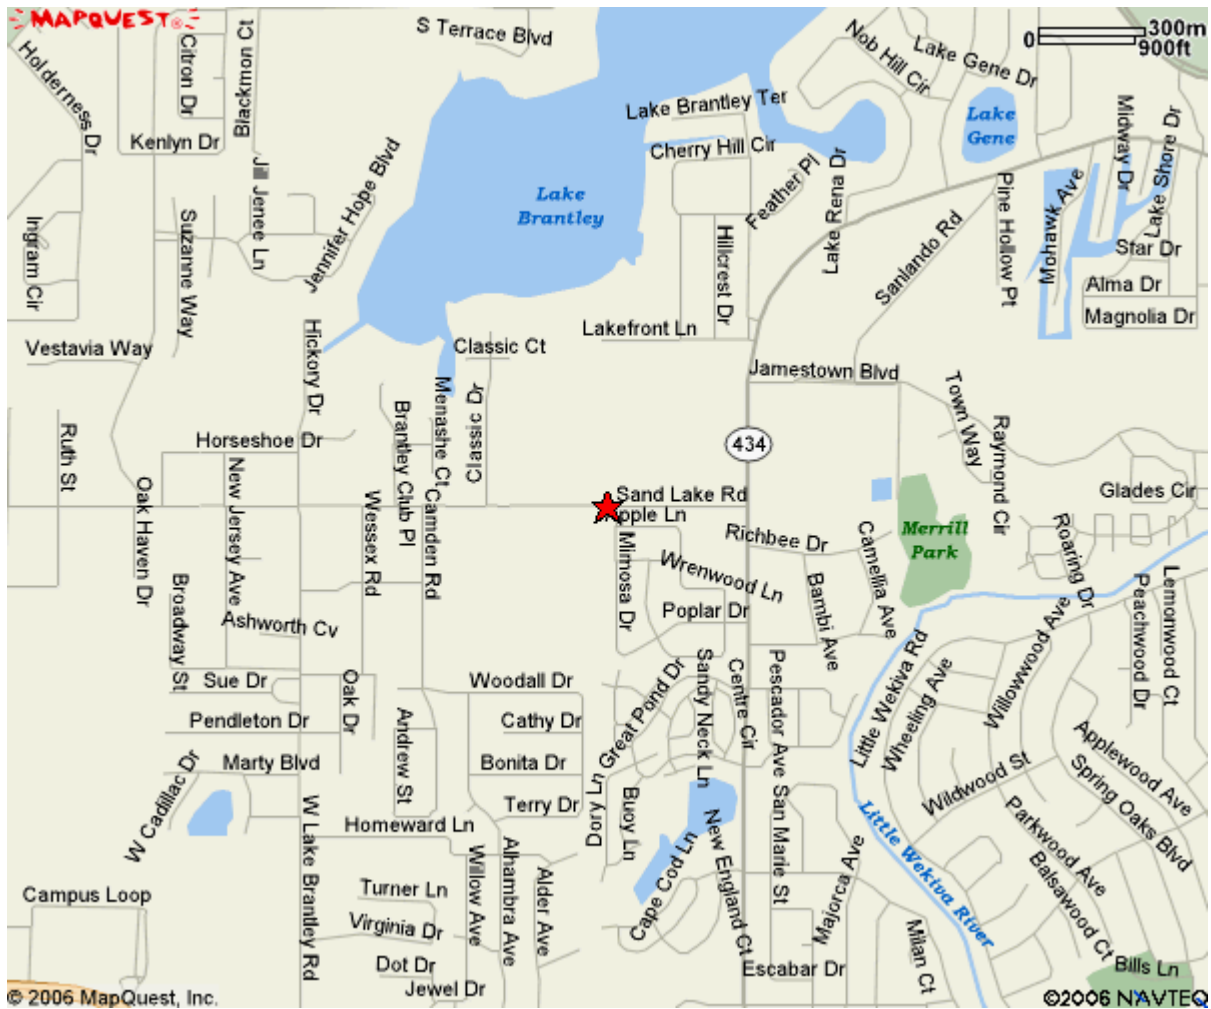 MAPQUEST®
S Terrace Blvd
0 300m
900ft
Nob Hill Cir
Lake Gene Dr
Holderness Dr
Citron Dr
Blackmon Ct
Kenlyn Dr
Lake Brantley Ter
Cherry Hill Cir
Lake
Gene
Midway Dr
Lake Shore Dr
Jill Jenee Ln
Jennifer Hope Blvd
Lake
Brantley
Feather Pl
Lake Rena Dr
Pine Hollow Pt
Mohawk Ave
Ingram Cir
Suzanne Way
Hillcrest Dr
Sanlando Rd
Star Dr
Alma Dr
Magnolia Dr
Vestavia Way
Hickory Dr
Classic Ct
Lakefront Ln
Jamestown Blvd
Menashe Ct
Classic Dr
Brantley Club Pl
Town Way
Raymond Cir
Ruth St
Horseshoe Dr
434
Oak Haven Dr
New Jersey Ave
Wessex Rd
Camden Rd
Sand Lake Rd
pple Ln
Glades Cir
Merrill
Park
Richbee Dr
Camellia Ave
Roaring Dr
Mimosa Dr
Wrenwood Ln
Poplar Dr
Bambi Ave
Peachwood Dr
Lemonwood Ct
Broadway St
Ashworth Cv
Willowwood Ave
Little Wekiva Rd
Wheeling Ave
Sue Dr
Oak Dr
Woodall Dr
Great Pond Dr
Sandy Neck Ln
Centre Cir
Pescador Ave
Pendleton Dr
Andrew St
Cathy Dr
Applewood Ave
Spring Oaks Blvd
Marty Blvd
Bonita Dr
W Cadillac Dr
Terry Dr
Dory Ln
Buoy Ln
Wildwood St
Little Wekiva River
Parkwood Ave
Balsawood Ct
W Lake Brantley Rd
Homeward Ln
New England Ct
San Marie St
Majorca Ave
Cape Cod Ln
Campus Loop
Turner Ln
Willow Ave
Alhambra Ave
Alder Ave
Virginia Dr
Milan Ct
Dot Dr
Escabar Dr
Bills Ln
Jewel Dr
© 2006 MapQuest, Inc.
©2006 NAVTEQ